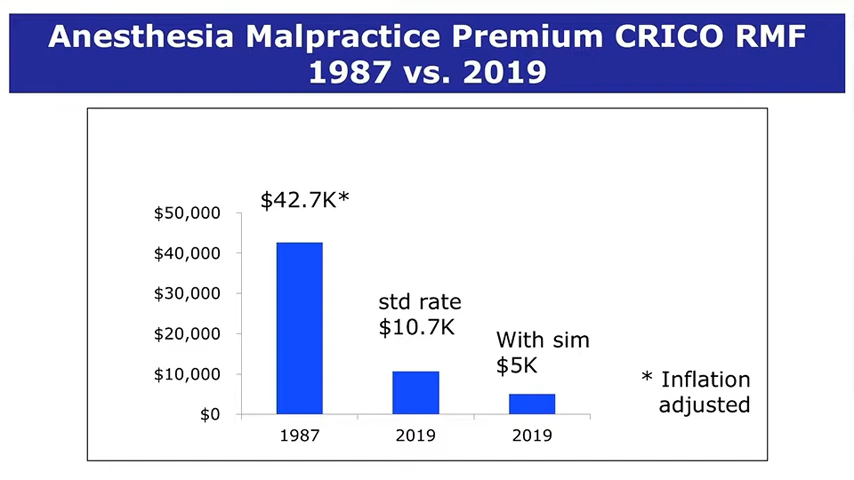 Anesthesia Malpractice Premium CRICO RMF
1987 vs. 2019
$42.7K*
$50,000
$40,000
$30,000
$20,000
$10,000
$0
std rate
$10.7K
With sim
$5K
* Inflation
adjusted
1987
2019
2019